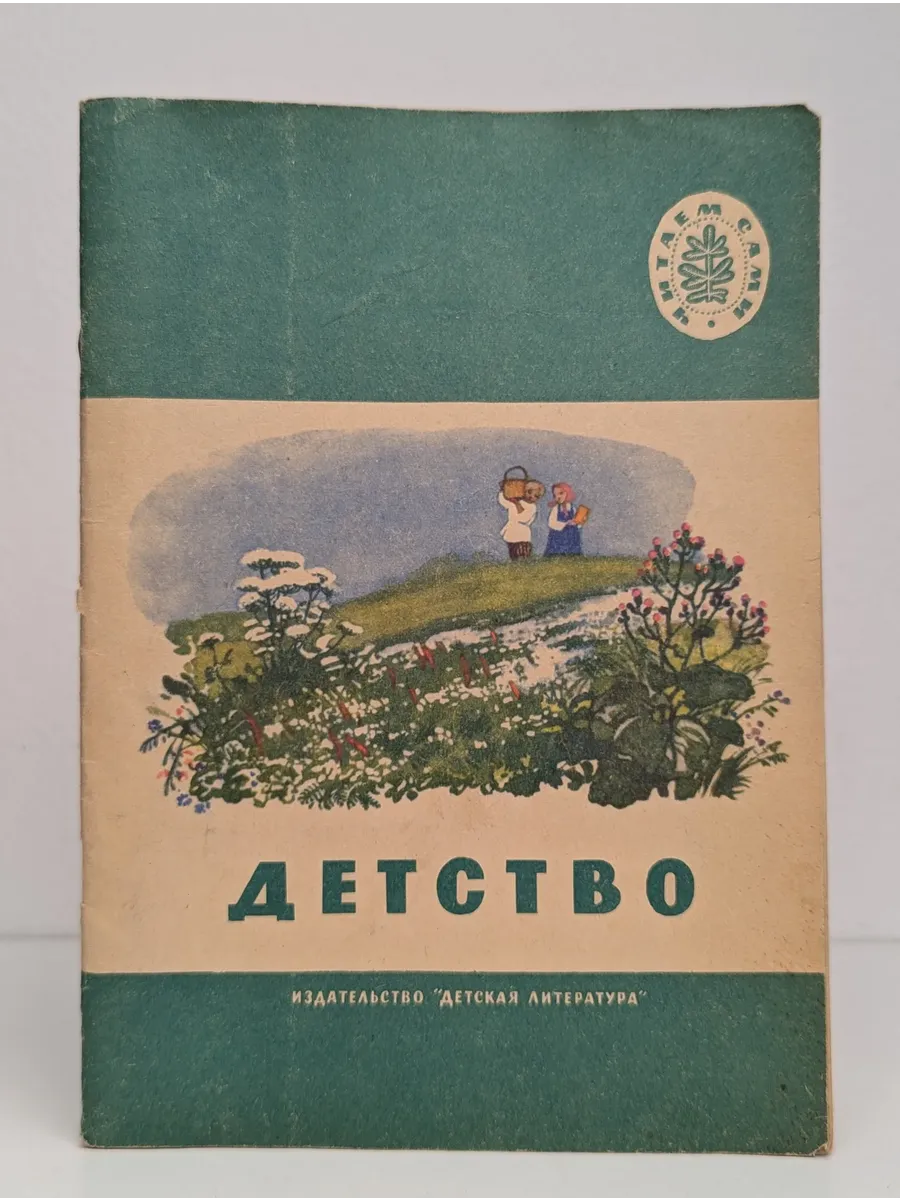 ЧИТАЕМ САМИ
ДЕТСТВО
ИЗДАТЕЛЬСТВО "ДЕТСКАЯ ЛИТЕРАТУРА"